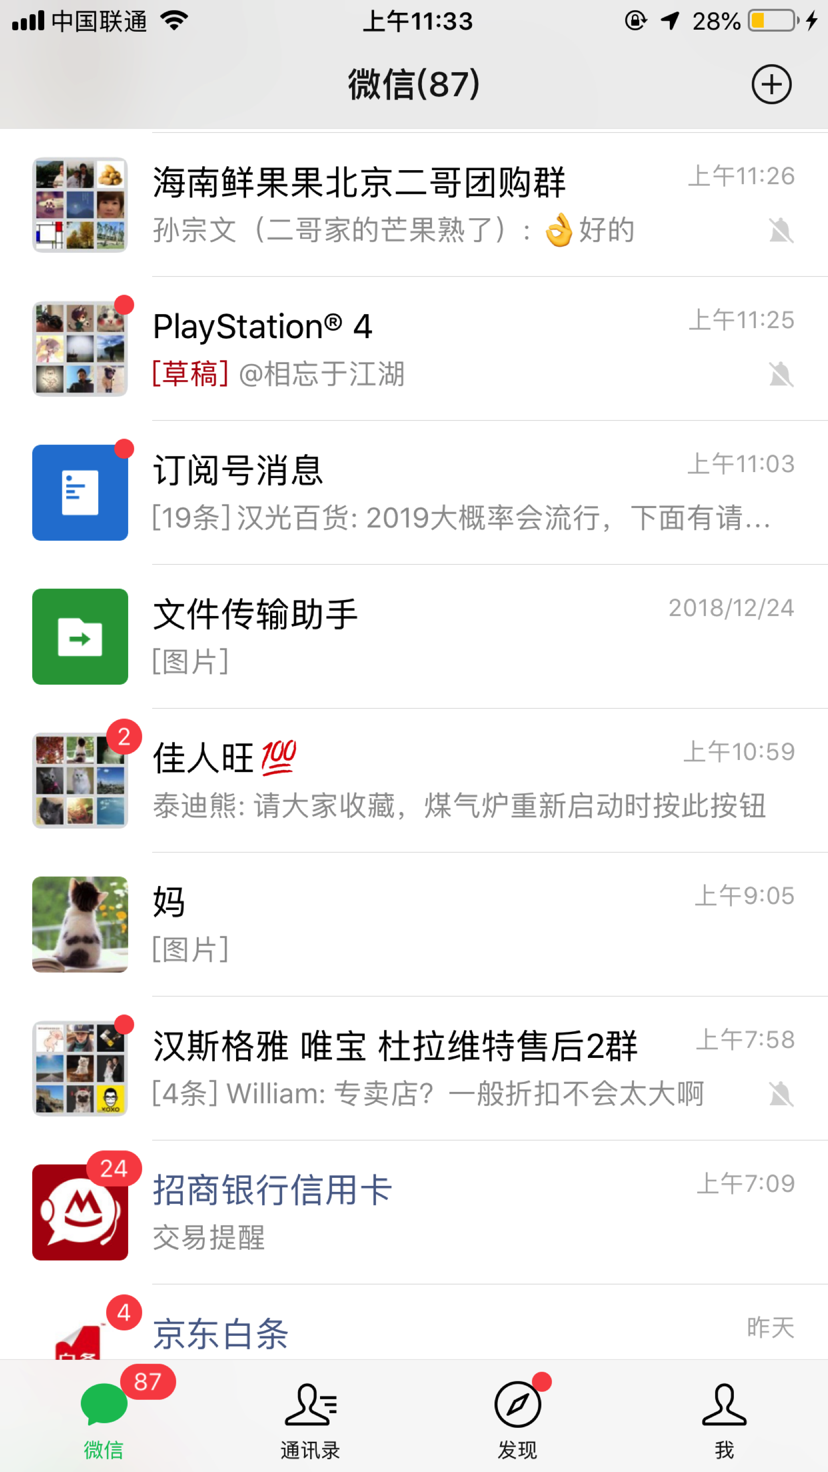 中国联通 上午11:33 28%
微信(87)
海南鲜果果北京二哥团购群 上午11:26
孙宗文（二哥家的芒果熟了）: 👌好的
PlayStation® 4 上午11:25
[草稿] @相忘于江湖
订阅号消息 上午11:03
[19条] 汉光百货: 2019大概率会流行，下面有请...
文件传输助手 2018/12/24
[图片]
2
佳人旺💯 上午10:59
泰迪熊: 请大家收藏，煤气炉重新启动时按此按钮
妈 上午9:05
[图片]
汉斯格雅 唯宝 杜拉维特售后2群 上午7:58
[4条] William: 专卖店？一般折扣不会太大啊
XOXO
24
招商银行信用卡 上午7:09
交易提醒
4
京东白条 昨天
白条
87
微信 通讯录 发现 我